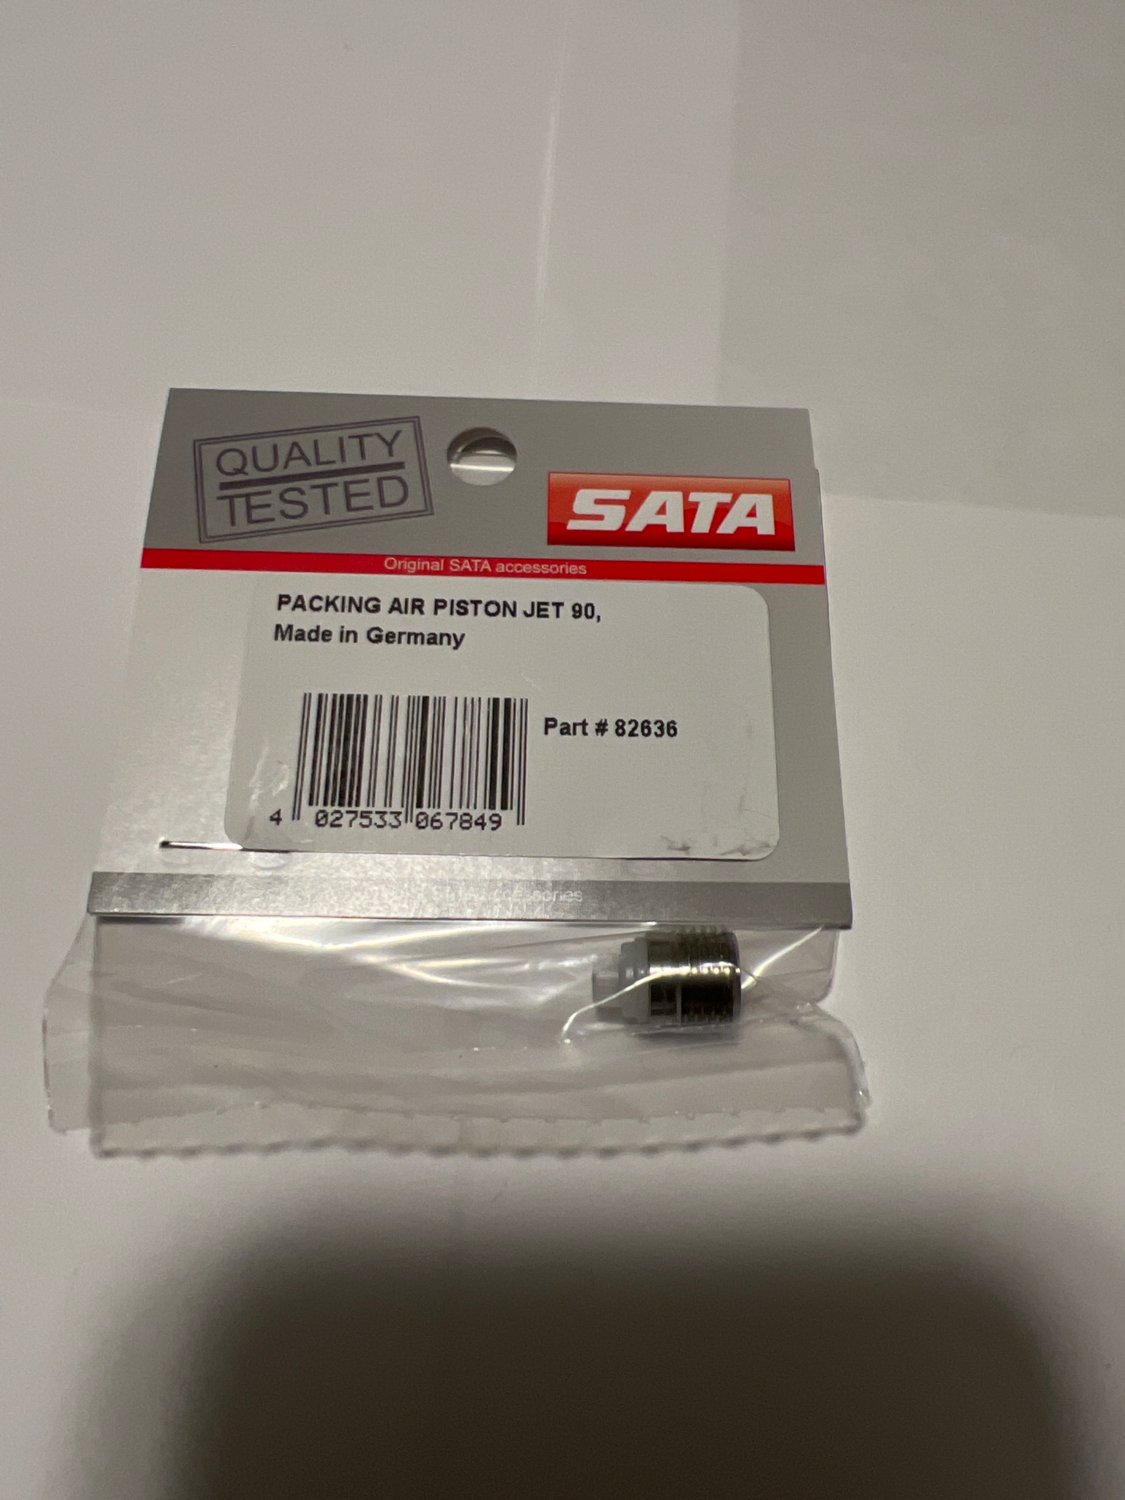 QUALITY
TESTED
SATA
Original SATA accessories
PACKING AIR PISTON JET 90,
Made in Germany
Part # 82636
4 027533 067849